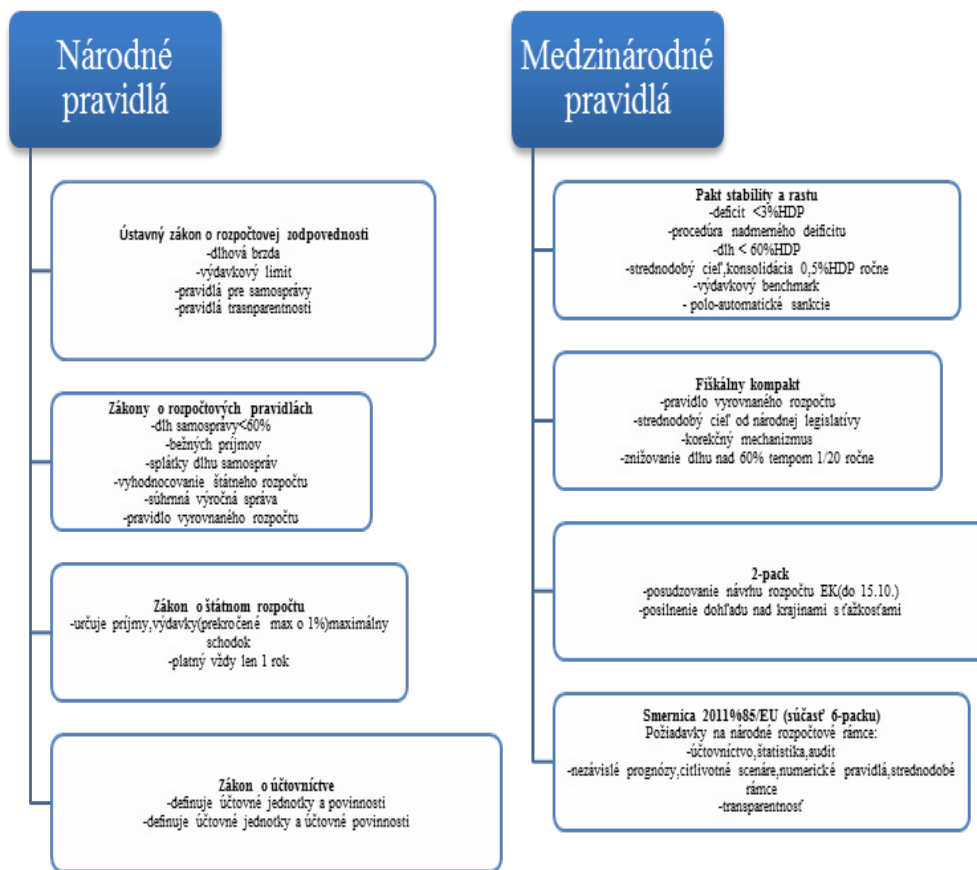 Národné
pravidlá
Ústavný zákon o rozpočtovej zodpovednosti
-dlhová brzda
-výdavkový limit
-pravidlá pre samosprávy
-pravidlá trasnparentnosti
Zákony o rozpočtových pravidlách
-dlh samosprávy<60%
-bežných príjmov
-splátky dlhu samospráv
-vyhodnocovanie štátneho rozpočtu
-súhrnná výročná správa
-pravidlo vyrovnaného rozpočtu
Zákon o štátnom rozpočtu
-určuje príjmy,výdavky(prekročené max o 1%)maximálny
schodok
-platný vždy len 1 rok
Zákon o účtovníctve
-definuje účtovné jednotky a povinnosti
-definuje účtovné jednotky a účtovné povinnosti
Medzinárodné
pravidlá
Pakt stability a rastu
-deficit <3%HDP
-procedúra nadmerného deificitu
-dlh < 60%HDP
-strednodobý cieľ,konsolidácia 0,5%HDP ročne
-výdavkový benchmark
- polo-automatické sankcie
Fiškálny kompakt
-pravidlo vyrovnaného rozpočtu
-strednodobý cieľ od národnej legislatívy
-korekčný mechanizmus
-znižovanie dlhu nad 60% tempom 1/20 ročne
2-pack
-posudzovanie návrhu rozpočtu EK(do 15.10.)
-posilnenie dohľadu nad krajinami s ťažkosťami
Smernica 2011%85/EU (súčasť 6-packu)
Požiadavky na národné rozpočtové rámce:
-účtovníctvo,štatistika,audit
-nezávislé prognózy,citlivotné scenáre,numerické pravidlá,strednodobé
rámce
-transparentnosť